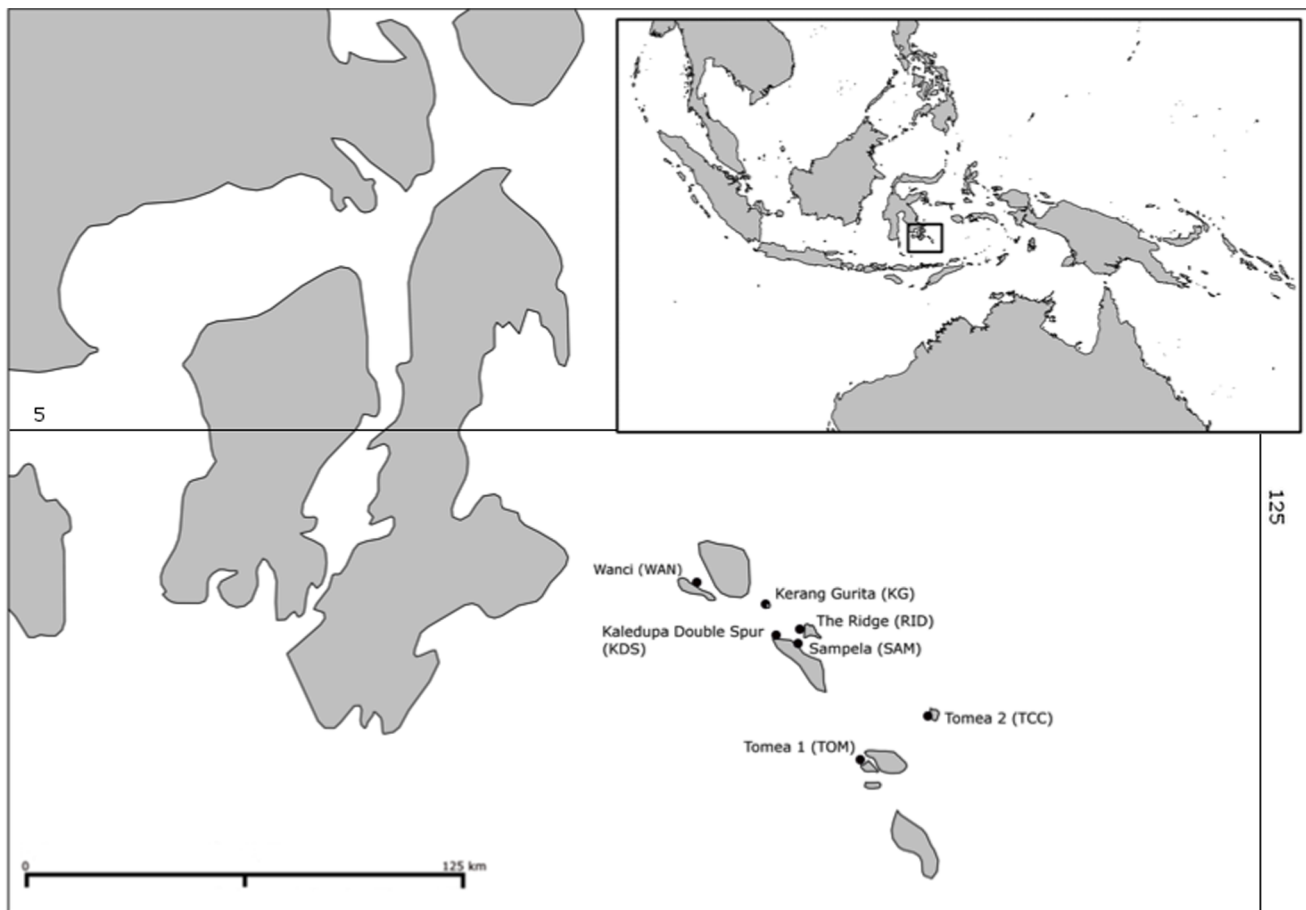 5
125
Wanci (WAN)
Kerang Gurita (KG)
The Ridge (RID)
Kaledupa Double Spur
(KDS)
Sampela (SAM)
Tomea 2 (TCC)
Tomea 1 (TOM)
0
125 km